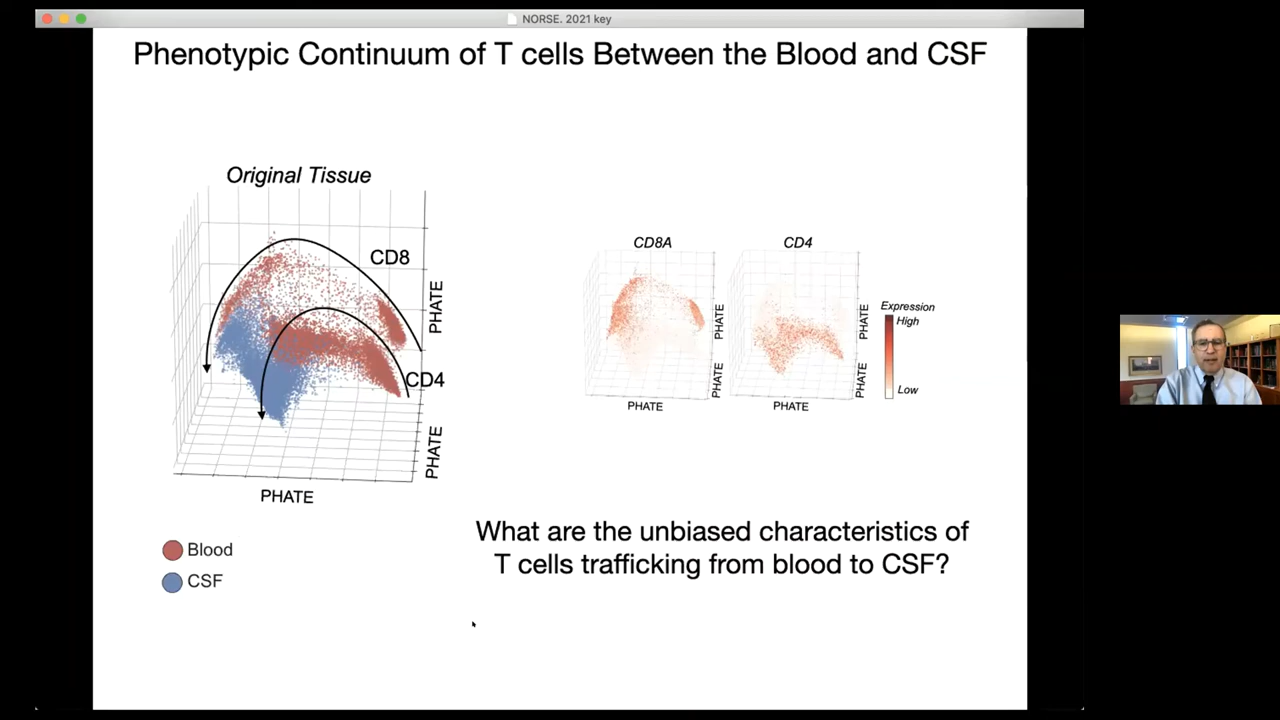 NORSE. 2021 key
Phenotypic Continuum of T cells Between the Blood and CSF
Original Tissue
CD8
CD4
PHATE
PHATE
PHATE
Blood
CSF
CD8A
PHATE
PHATE
PHATE
CD4
PHATE
PHATE
PHATE
Expression
High
Low
What are the unbiased characteristics of
T cells trafficking from blood to CSF?